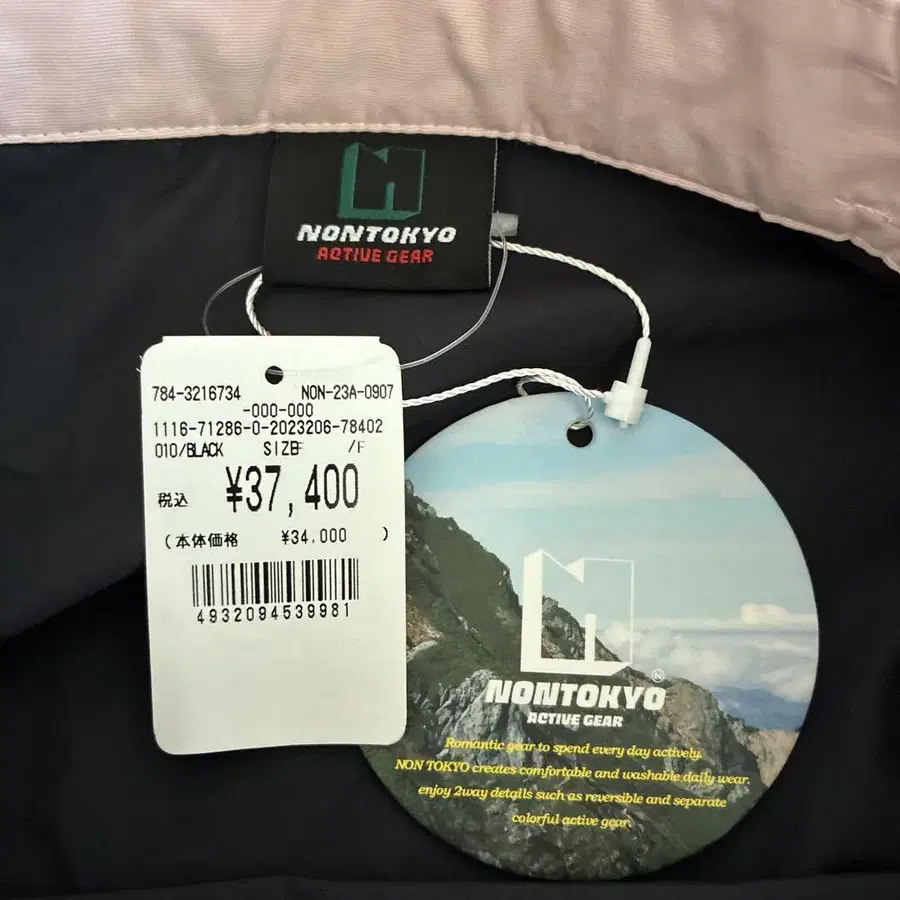 NONTOKYO
ACTIVE GEAR
784-3216734 NON-23A-0907
-000-000
1116-71286-0-2023206-78402
010/BLACK SIZE /F
税込 ¥37,400
(本体価格 ¥34,000 )
4932094539981
NONTOKYO®
ACTIVE GEAR
Romantic gear to spend every day actively.
NON TOKYO creates comfortable and washable daily wear.
enjoy 2way details such as reversible and separate
colorful active gear.